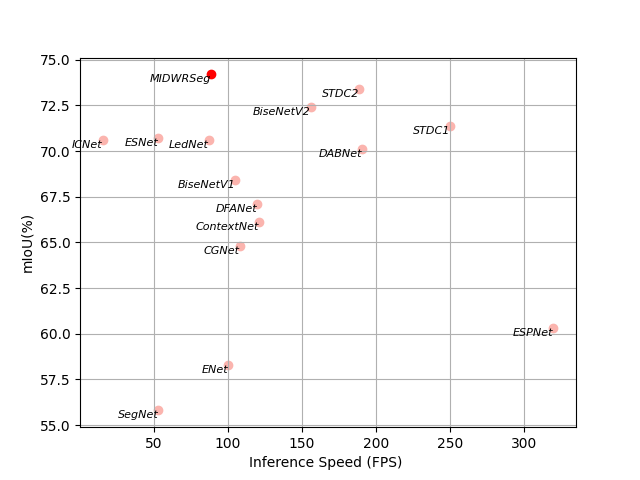 75.0
MIDWRSeg
STDC2
72.5
BiseNetV2
STDC1
ICNet
ESNet
LedNet
70.0
DABNet
BiseNetV1
67.5
DFANet
ContextNet
65.0
CGNet
62.5
60.0
ESPNet
ENet
57.5
SegNet
55.0
mIoU(%)
50 100 150 200 250 300
Inference Speed (FPS)